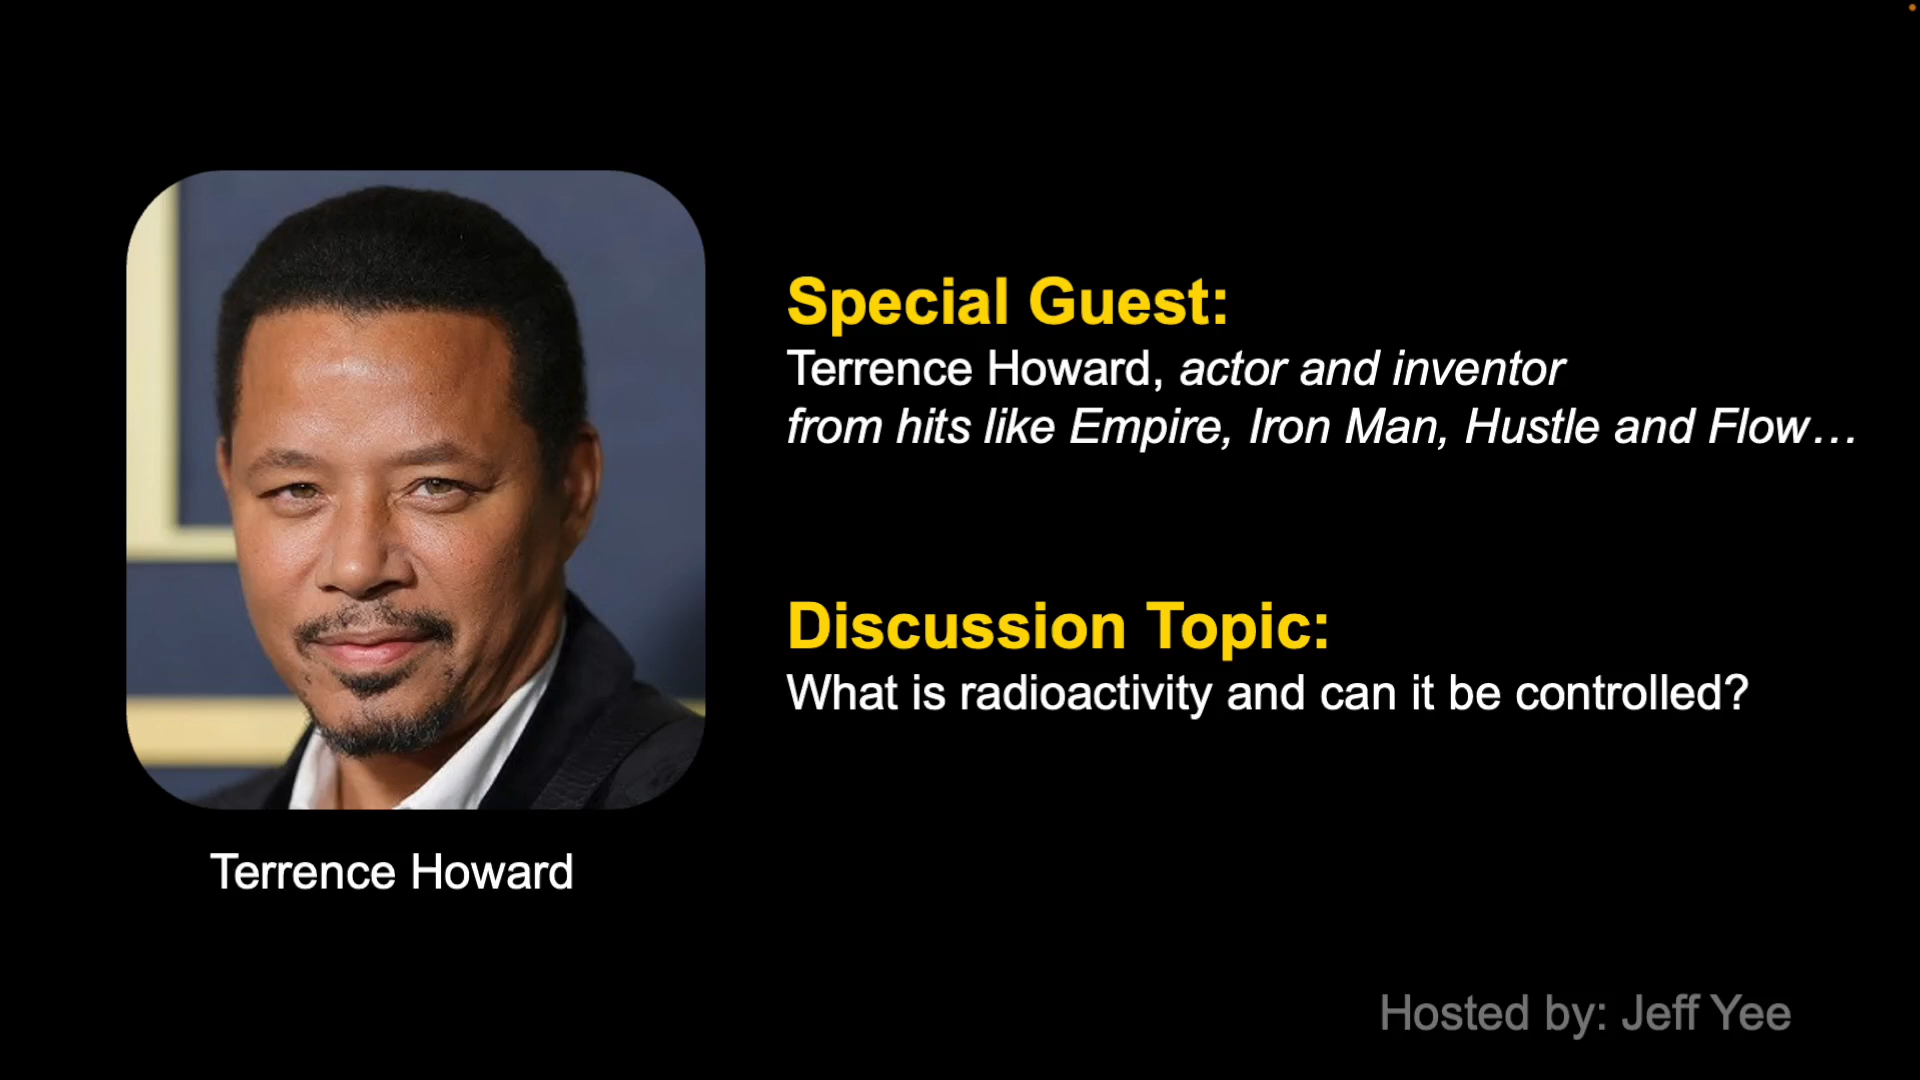 Special Guest:
Terrence Howard, actor and inventor
from hits like Empire, Iron Man, Hustle and Flow…
Discussion Topic:
What is radioactivity and can it be controlled?
Terrence Howard
Hosted by: Jeff Yee